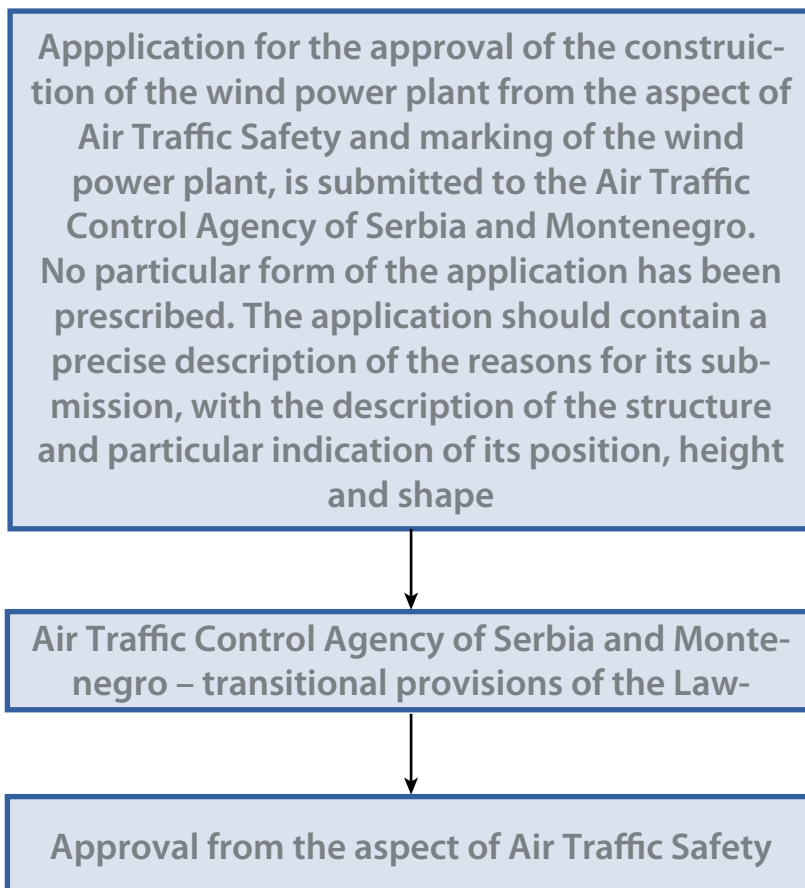 Appplication for the approval of the construic-
tion of the wind power plant from the aspect of
Air Traffic Safety and marking of the wind
power plant, is submitted to the Air Traffic
Control Agency of Serbia and Montenegro.
No particular form of the application has been
prescribed. The application should contain a
precise description of the reasons for its sub-
mission, with the description of the structure
and particular indication of its position, height
and shape
Air Traffic Control Agency of Serbia and Monte-
negro – transitional provisions of the Law-
Approval from the aspect of Air Traffic Safety